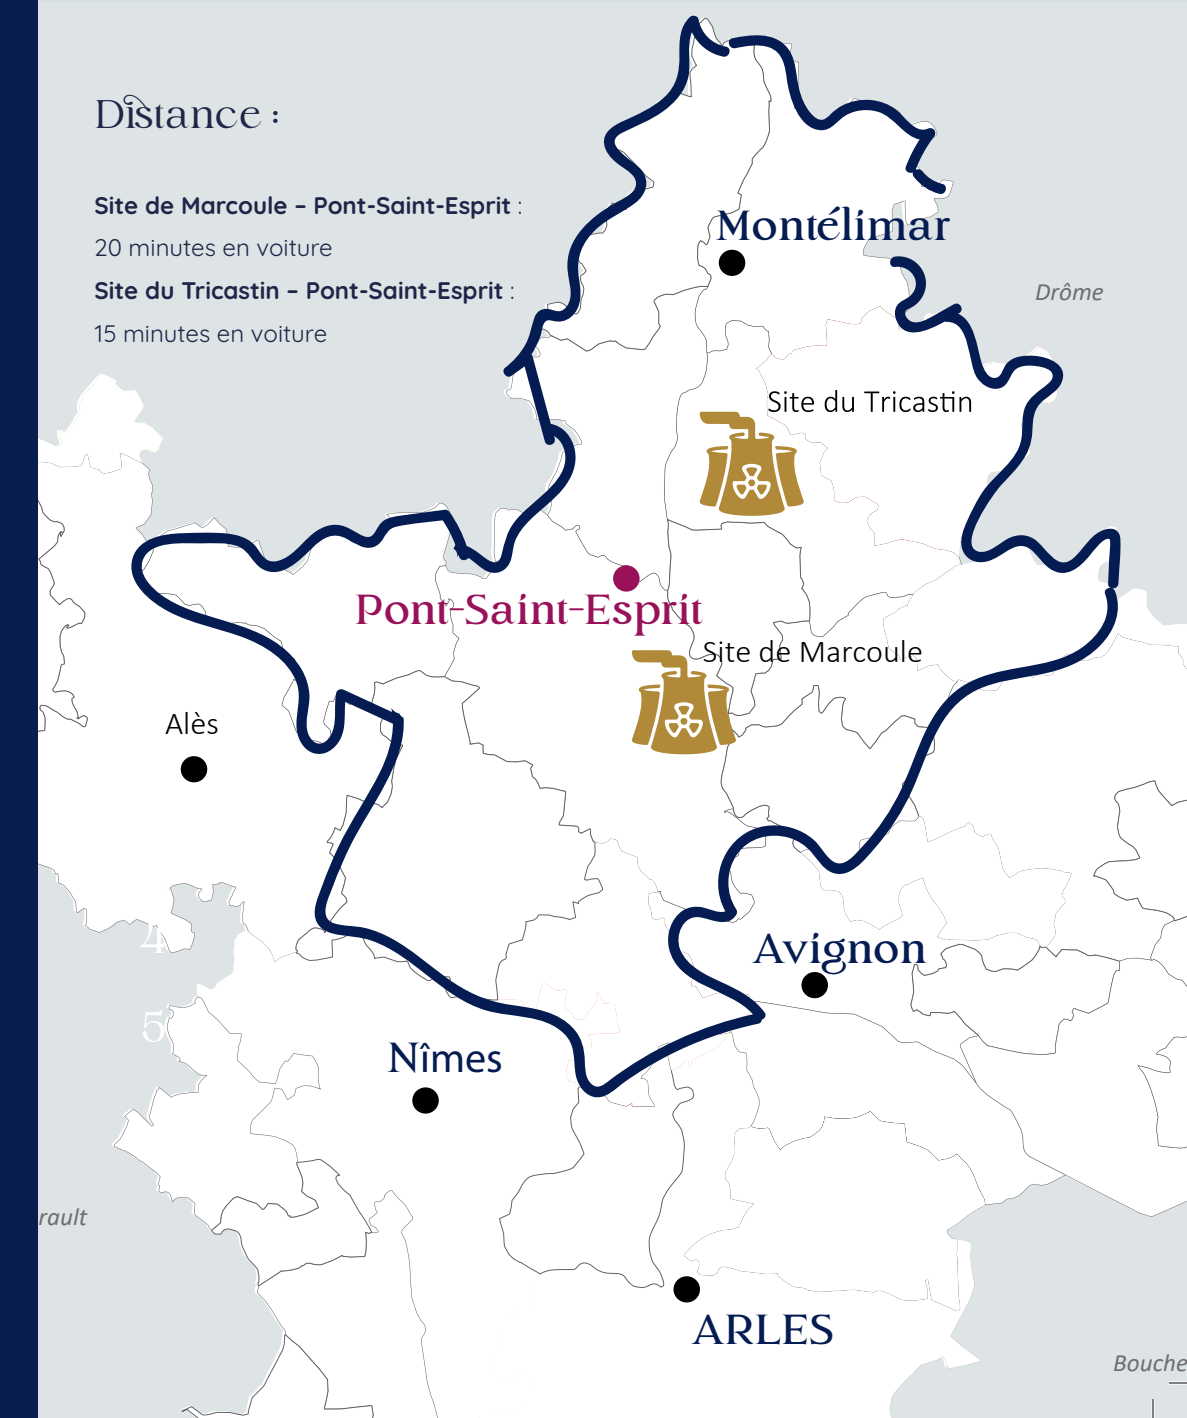 Distance :
Site de Marcoule – Pont-Saint-Esprit :
20 minutes en voiture
Site du Tricastin – Pont-Saint-Esprit :
15 minutes en voiture
Montélimar
Drôme
Site du Tricastin
Pont-Saint-Esprit
Site de Marcoule
Alès
4
Avignon
5
Nîmes
rault
ARLES
Bouche